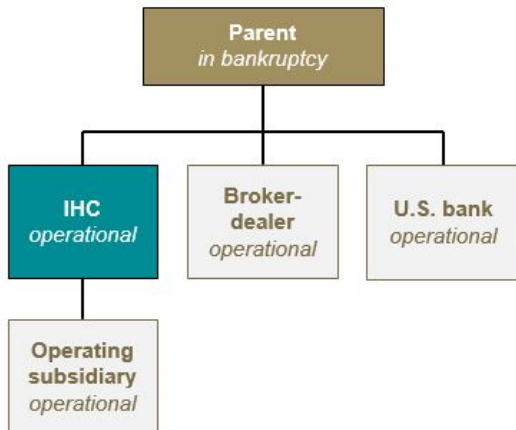 Parent
in bankruptcy
IHC
operational
Broker-
dealer
operational
U.S. bank
operational
Operating
subsidiary
operational